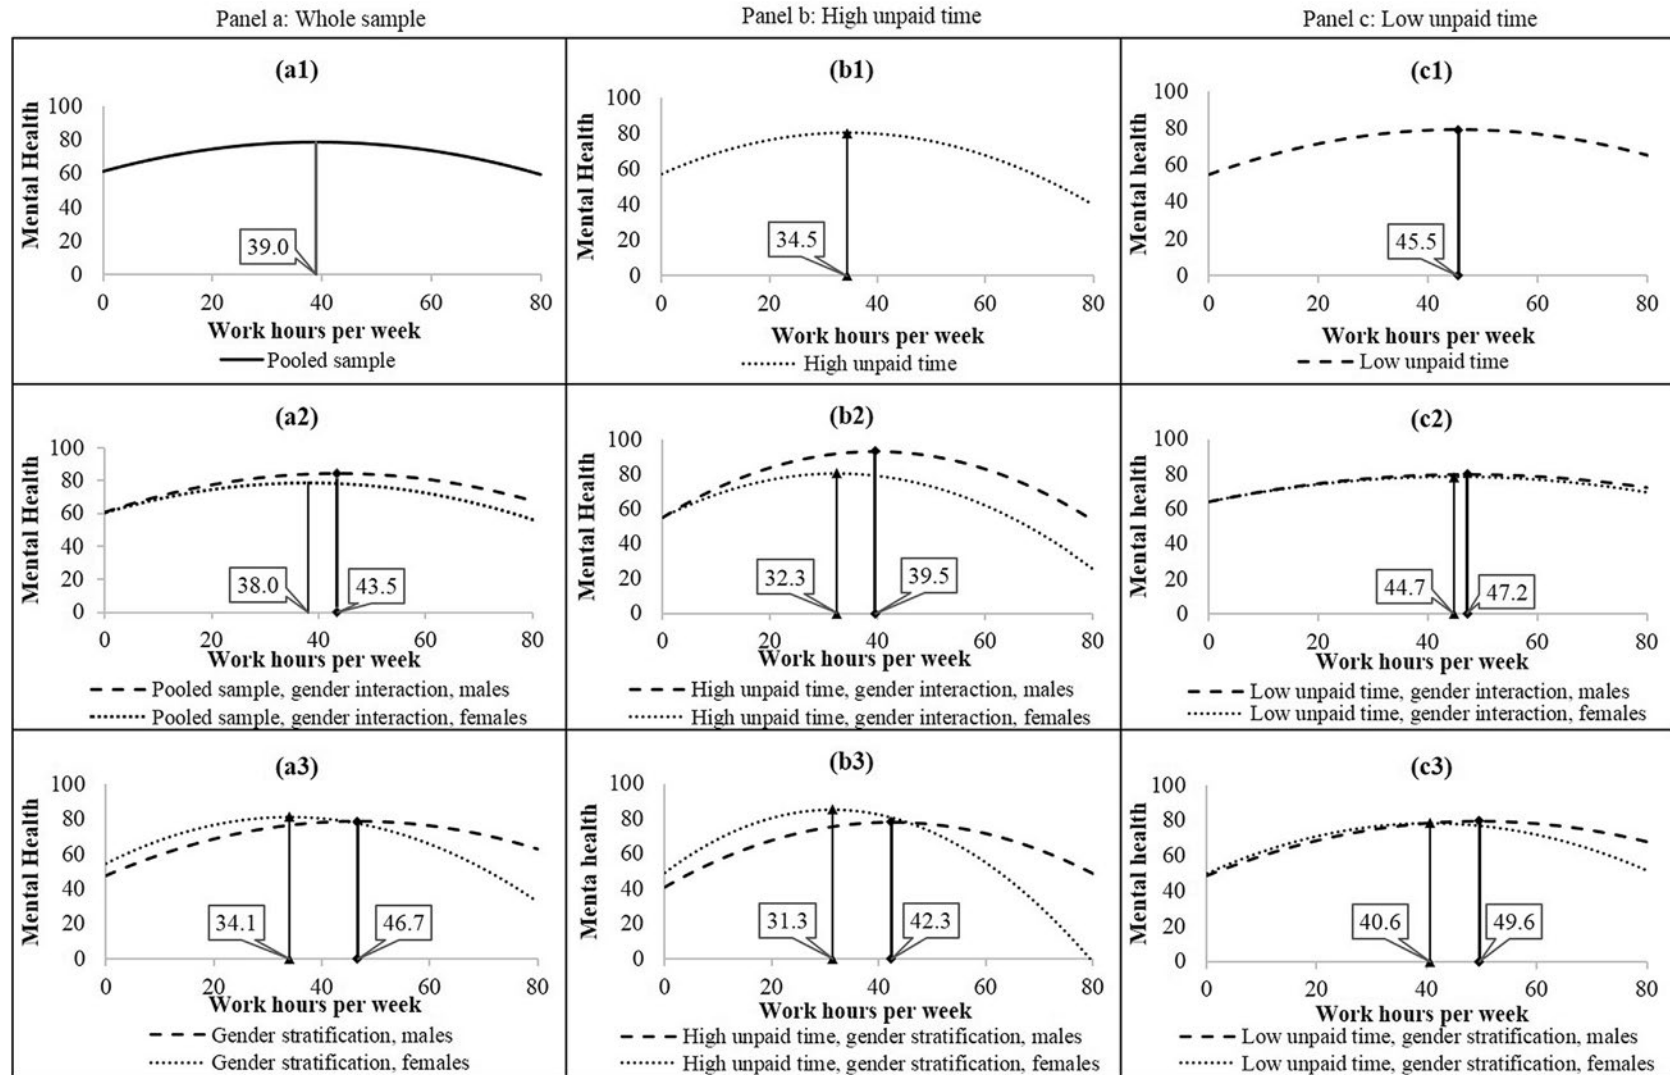 Panel a: Whole sample
Panel b: High unpaid time
Panel c: Low unpaid time
(a1)
Mental Health
100
80
60
40
20
0
39.0
0 20 40 60 80
Work hours per week
Pooled sample
(b1)
Mental Health
100
80
60
40
20
0
34.5
0 20 40 60 80
Work hours per week
High unpaid time
(c1)
Mental health
100
80
60
40
20
0
45.5
0 20 40 60 80
Work hours per week
Low unpaid time
(a2)
Mental Health
100
80
60
40
20
0
38.0 43.5
0 20 40 60 80
Work hours per week
Pooled sample, gender interaction, males
Pooled sample, gender interaction, females
(b2)
Mental Health
100
80
60
40
20
0
32.3 39.5
0 20 40 60 80
Work hours per week
High unpaid time, gender interaction, males
High unpaid time, gender interaction, females
(c2)
Mental health
100
80
60
40
20
0
44.7 47.2
0 20 40 60 80
Work hours per week
Low unpaid time, gender interaction, males
Low unpaid time, gender interaction, females
(a3)
Mental Health
100
80
60
40
20
0
34.1 46.7
0 20 40 60 80
Work hours per week
Gender stratification, males
Gender stratification, females
(b3)
Menta health
100
80
60
40
20
0
31.3 42.3
0 20 40 60 80
Work hours per week
High unpaid time, gender stratification, males
High unpaid time, gender stratification, females
(c3)
Mental health
100
80
60
40
20
0
40.6 49.6
0 20 40 60 80
Work hours per week
Low unpaid time, gender stratification, males
Low unpaid time, gender stratification, females